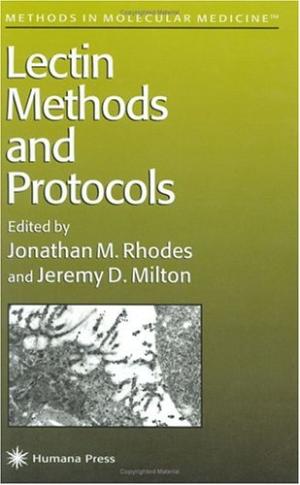 METHODS IN MOLECULAR MEDICINE™
Lectin
Methods
and
Protocols
Edited by
Jonathan M. Rhodes
and Jeremy D. Milton
Humana Press